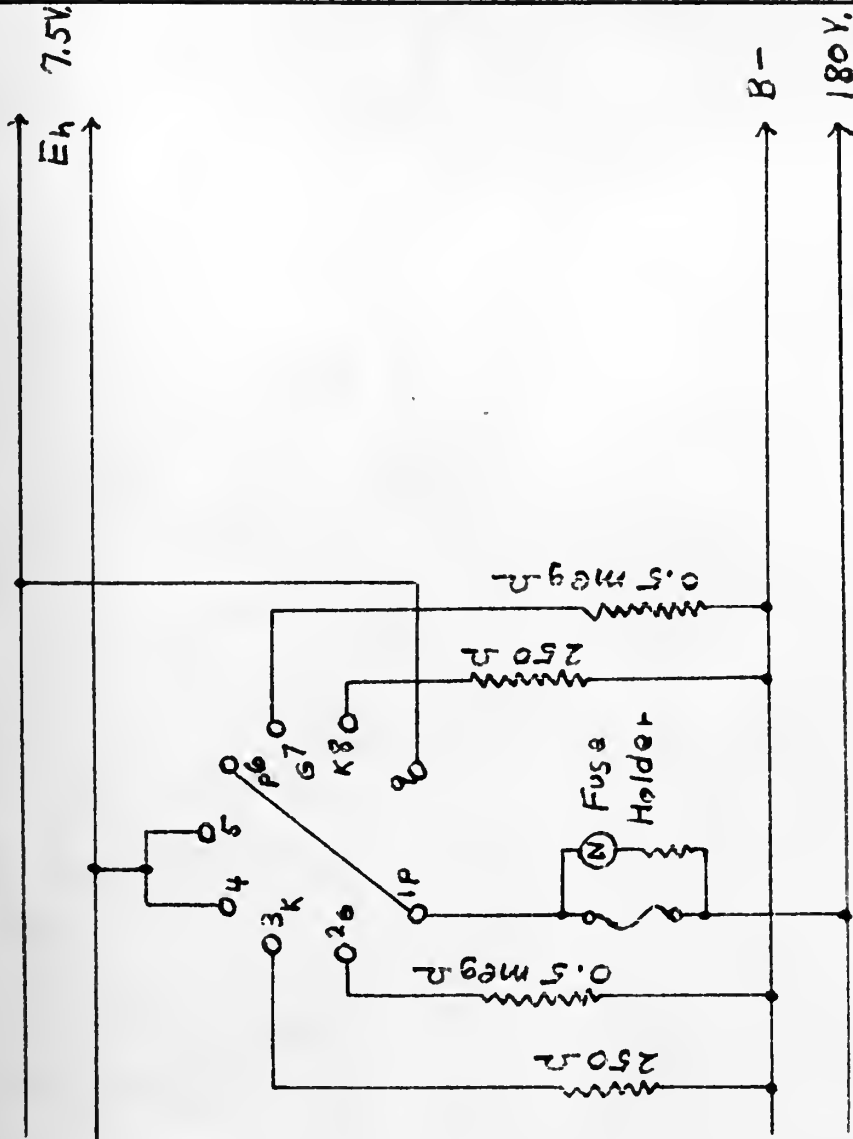 Eh 7.5V.
B-
180 V.
0.5 meg Ω
250 Ω
5
4
P6
G7
K8
9
3K
2G
1P
N
Fuse
Holder
0.5 meg Ω
250 Ω